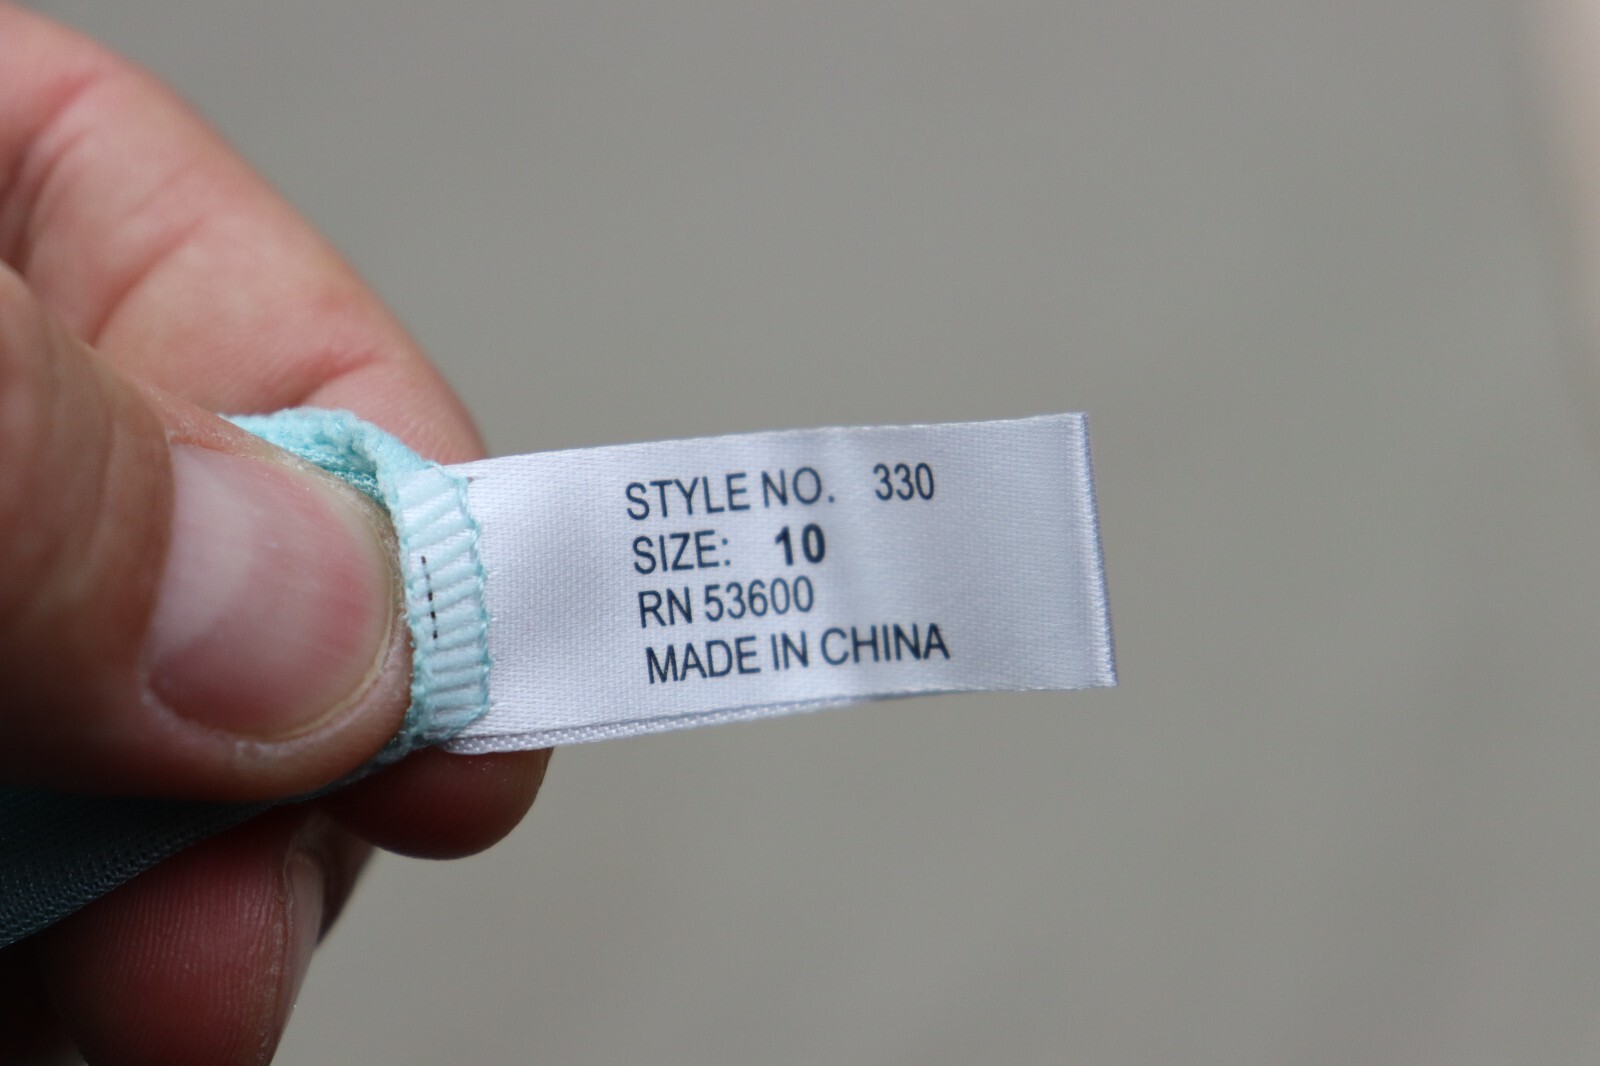 STYLE NO. 330
SIZE: 10
RN 53600
MADE IN CHINA